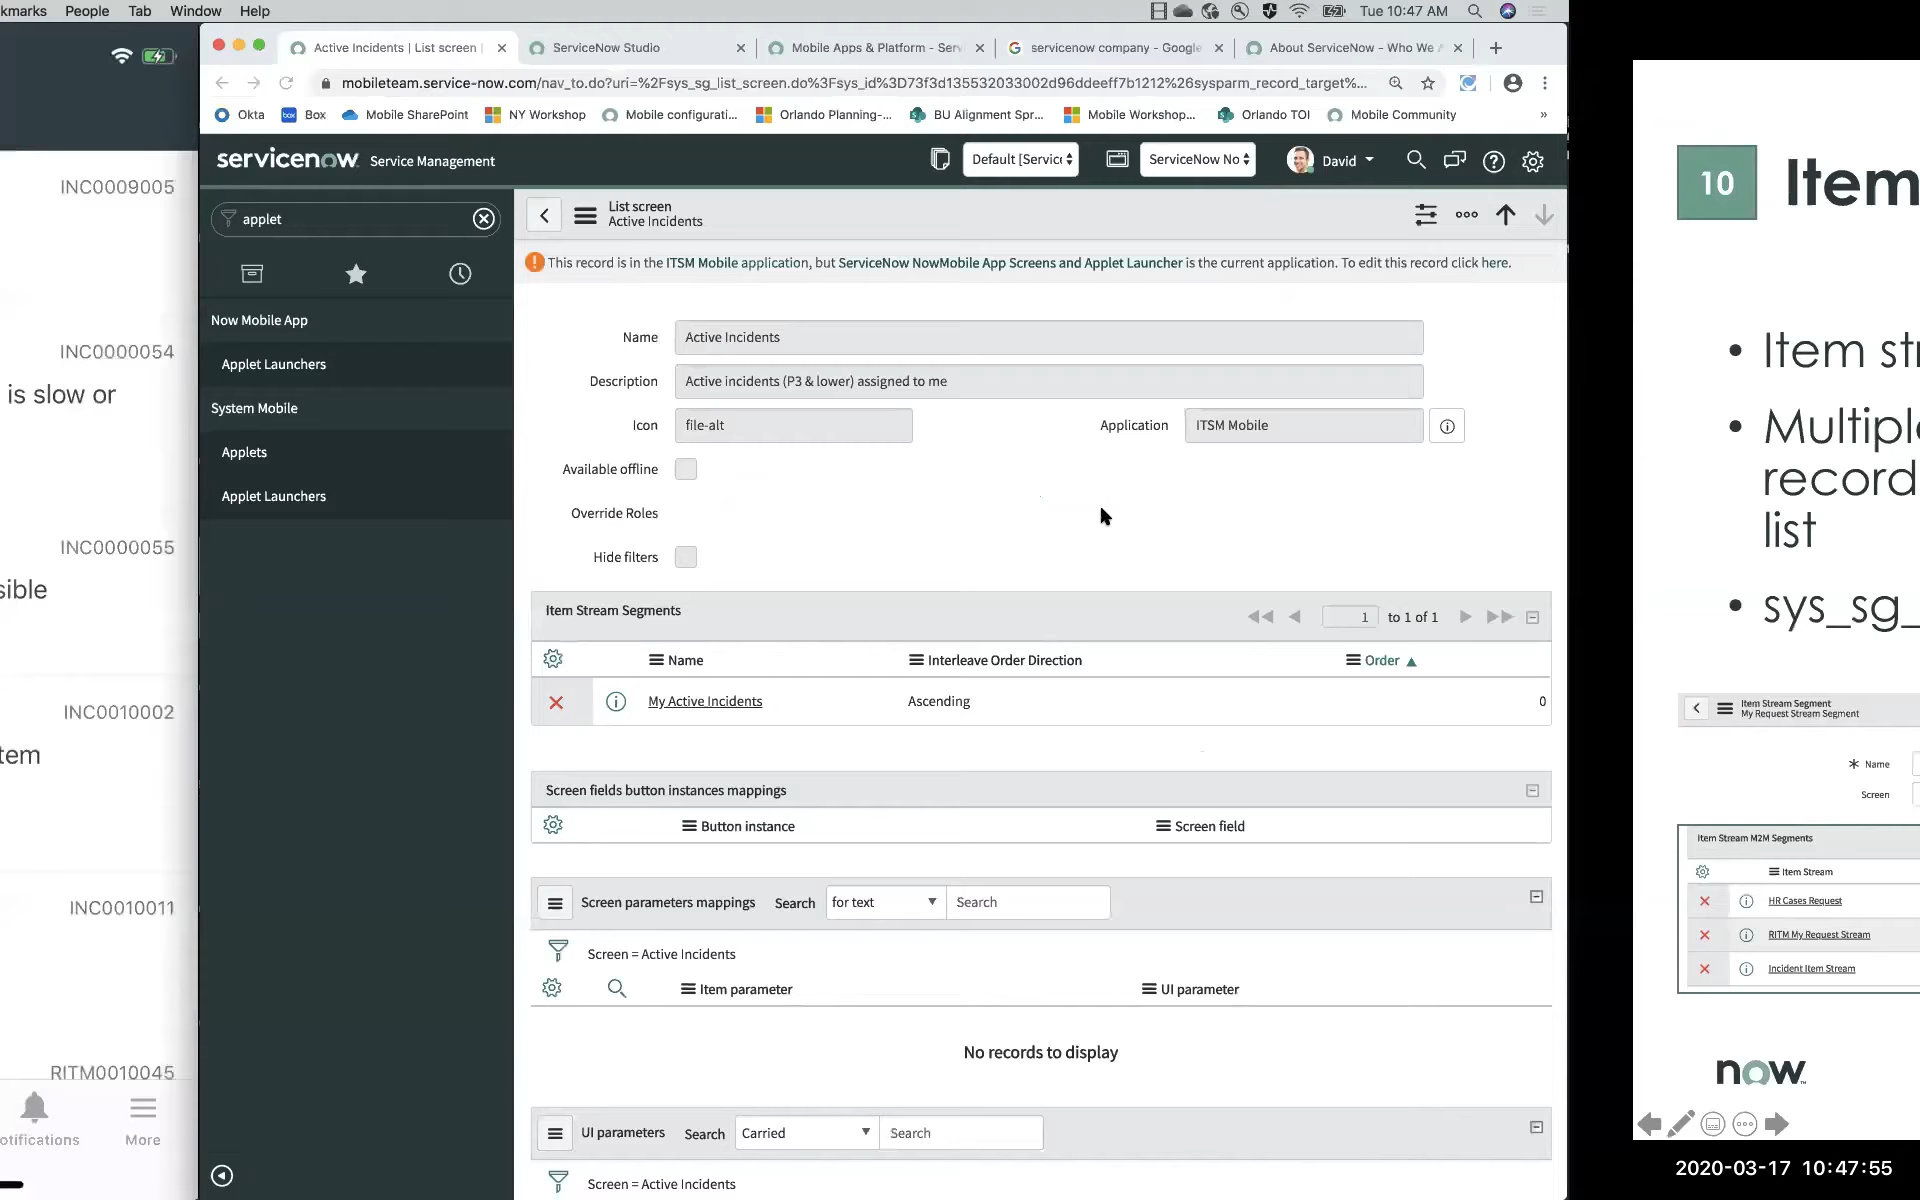 kmarks People Tab Window Help
Tue 10:47 AM
INC0009005
INC0000054
is slow or
INC0000055
sible
INC0010002
tem
INC0010011
RITM0010045
otifications
More
Active Incidents | List screen |
ServiceNow Studio
Mobile Apps & Platform - Serv
servicenow company - Google
About ServiceNow - Who We A
mobileteam.service-now.com/nav_to.do?uri=%2Fsys_sg_list_screen.do%3Fsys_id%3D73f3d135532033002d96ddeeff7b1212%26sysparm_record_target%...
Okta
box
Box
Mobile SharePoint
NY Workshop
Mobile configurati...
Orlando Planning-...
BU Alignment Spr...
Mobile Workshop...
Orlando TOI
Mobile Community
»
servicenow Service Management
Default [Servic
ServiceNow No
David
applet
Now Mobile App
Applet Launchers
System Mobile
Applets
Applet Launchers
List screen
Active Incidents
This record is in the ITSM Mobile application, but ServiceNow NowMobile App Screens and Applet Launcher is the current application. To edit this record click here.
Name
Active Incidents
Description
Active incidents (P3 & lower) assigned to me
Icon
file-alt
Application
ITSM Mobile
Available offline
Override Roles
Hide filters
Item Stream Segments
1 to 1 of 1
Name
Interleave Order Direction
Order ▲
My Active Incidents
Ascending
0
Screen fields button instances mappings
Button instance
Screen field
Screen parameters mappings
Search
for text
Search
Screen = Active Incidents
Item parameter
UI parameter
No records to display
UI parameters
Search
Carried
Search
Screen = Active Incidents
10
Item
• Item str
• Multiple
record
list
• sys_sg_
Item Stream Segment
My Request Stream Segment
Name
Screen
Item Stream M2M Segments
Item Stream
HR Cases Request
RITM My Request Stream
Incident Item Stream
now
2020-03-17 10:47:55